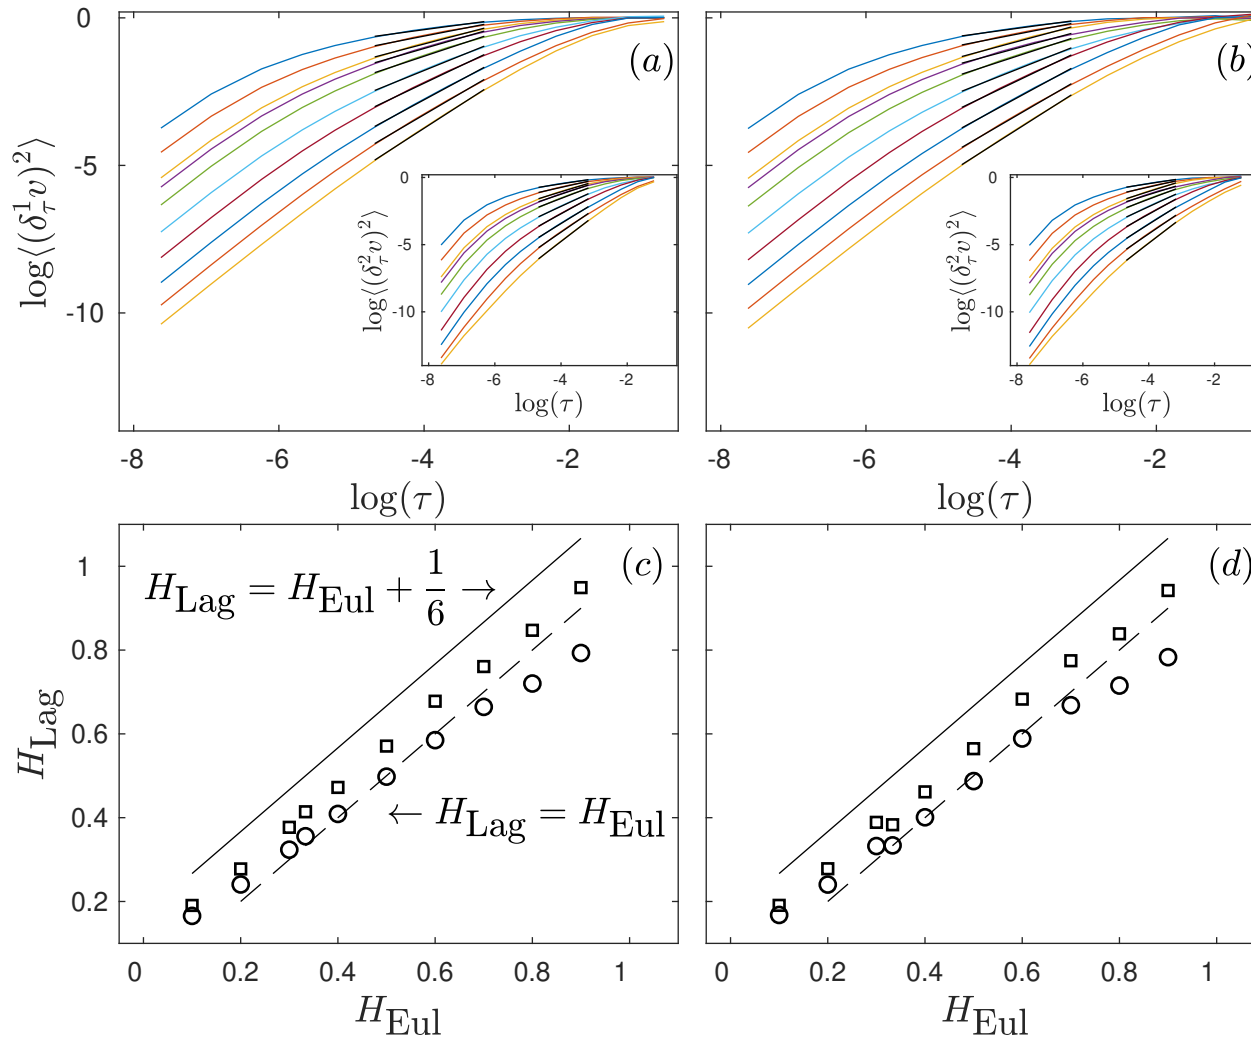 0
-5
-10
-8
-6
-4
-2
log(τ)
log⟨(δ¹_τ v)²⟩
(a)
0
-5
-10
-8
-6
-4
-2
log(τ)
log⟨(δ²_τ v)²⟩
-8
-6
-4
-2
log(τ)
(b)
0
-5
-10
-8
-6
-4
-2
log(τ)
log⟨(δ²_τ v)²⟩
1
0.8
0.6
0.4
0.2
0
0.2
0.4
0.6
0.8
1
H_Eul
H_Lag
(c)
H_Lag = H_Eul + 1/6 →
← H_Lag = H_Eul
0
0.2
0.4
0.6
0.8
1
H_Eul
(d)